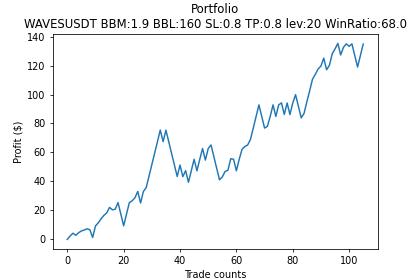 Portfolio
WAVESUSDT BBM:1.9 BBL:160 SL:0.8 TP:0.8 lev:20 WinRatio:68.0
140
120
100
80
60
40
20
0
Profit ($)
0 20 40 60 80 100
Trade counts